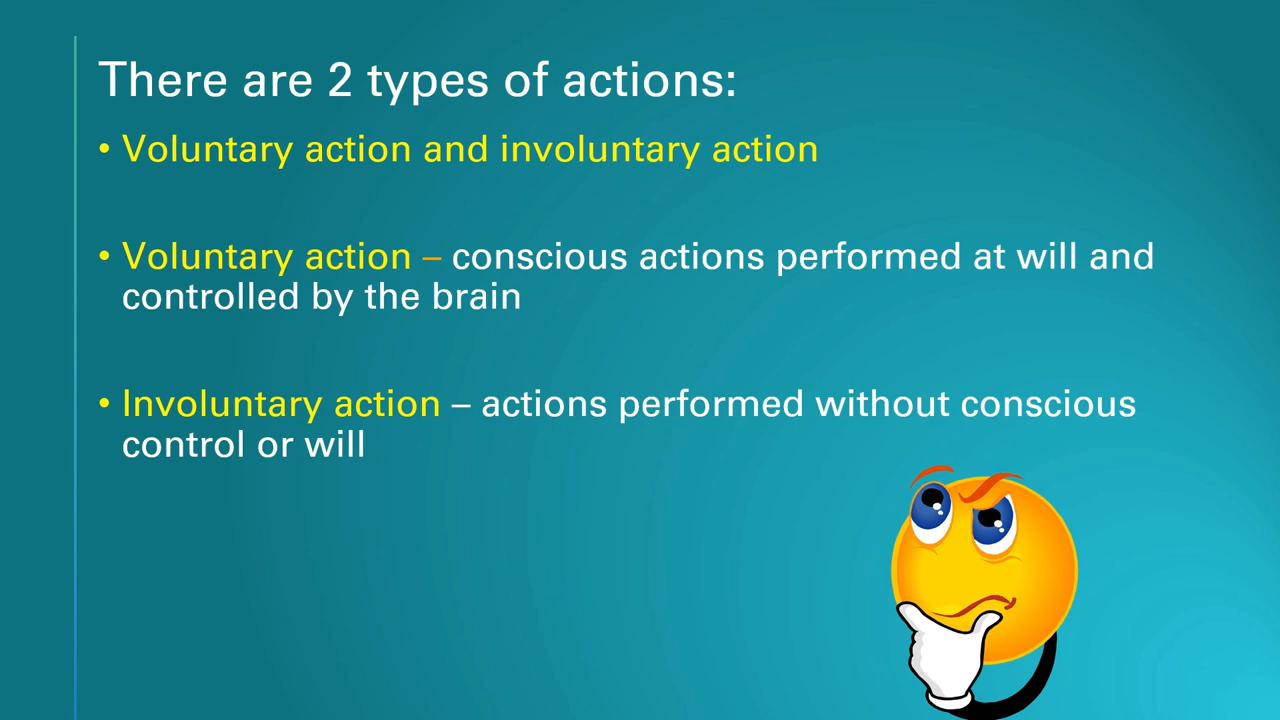 There are 2 types of actions:
• Voluntary action and involuntary action
• Voluntary action – conscious actions performed at will and
controlled by the brain
• Involuntary action – actions performed without conscious
control or will